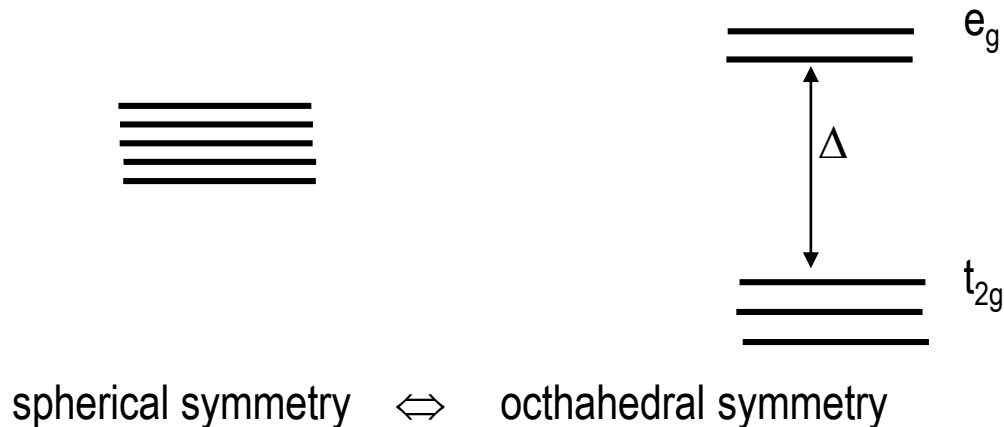 e_g
Δ
t_2g
spherical symmetry ⇔ octhahedral symmetry